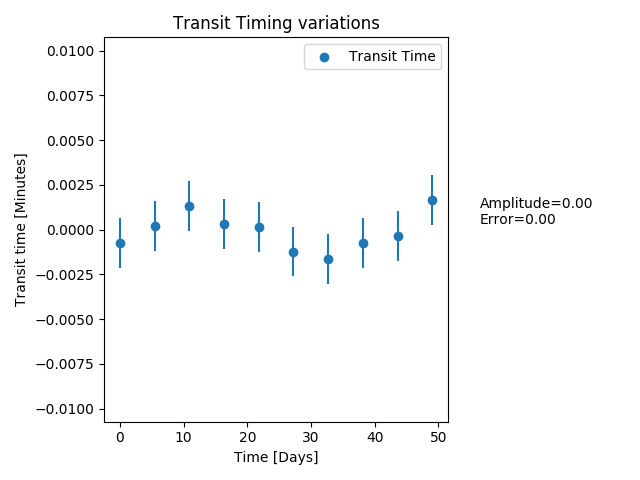 Transit Timing variations
Transit Time
0.0100
0.0075
0.0050
0.0025
0.0000
−0.0025
−0.0050
−0.0075
−0.0100
Transit time [Minutes]
Amplitude=0.00
Error=0.00
0 10 20 30 40 50
Time [Days]